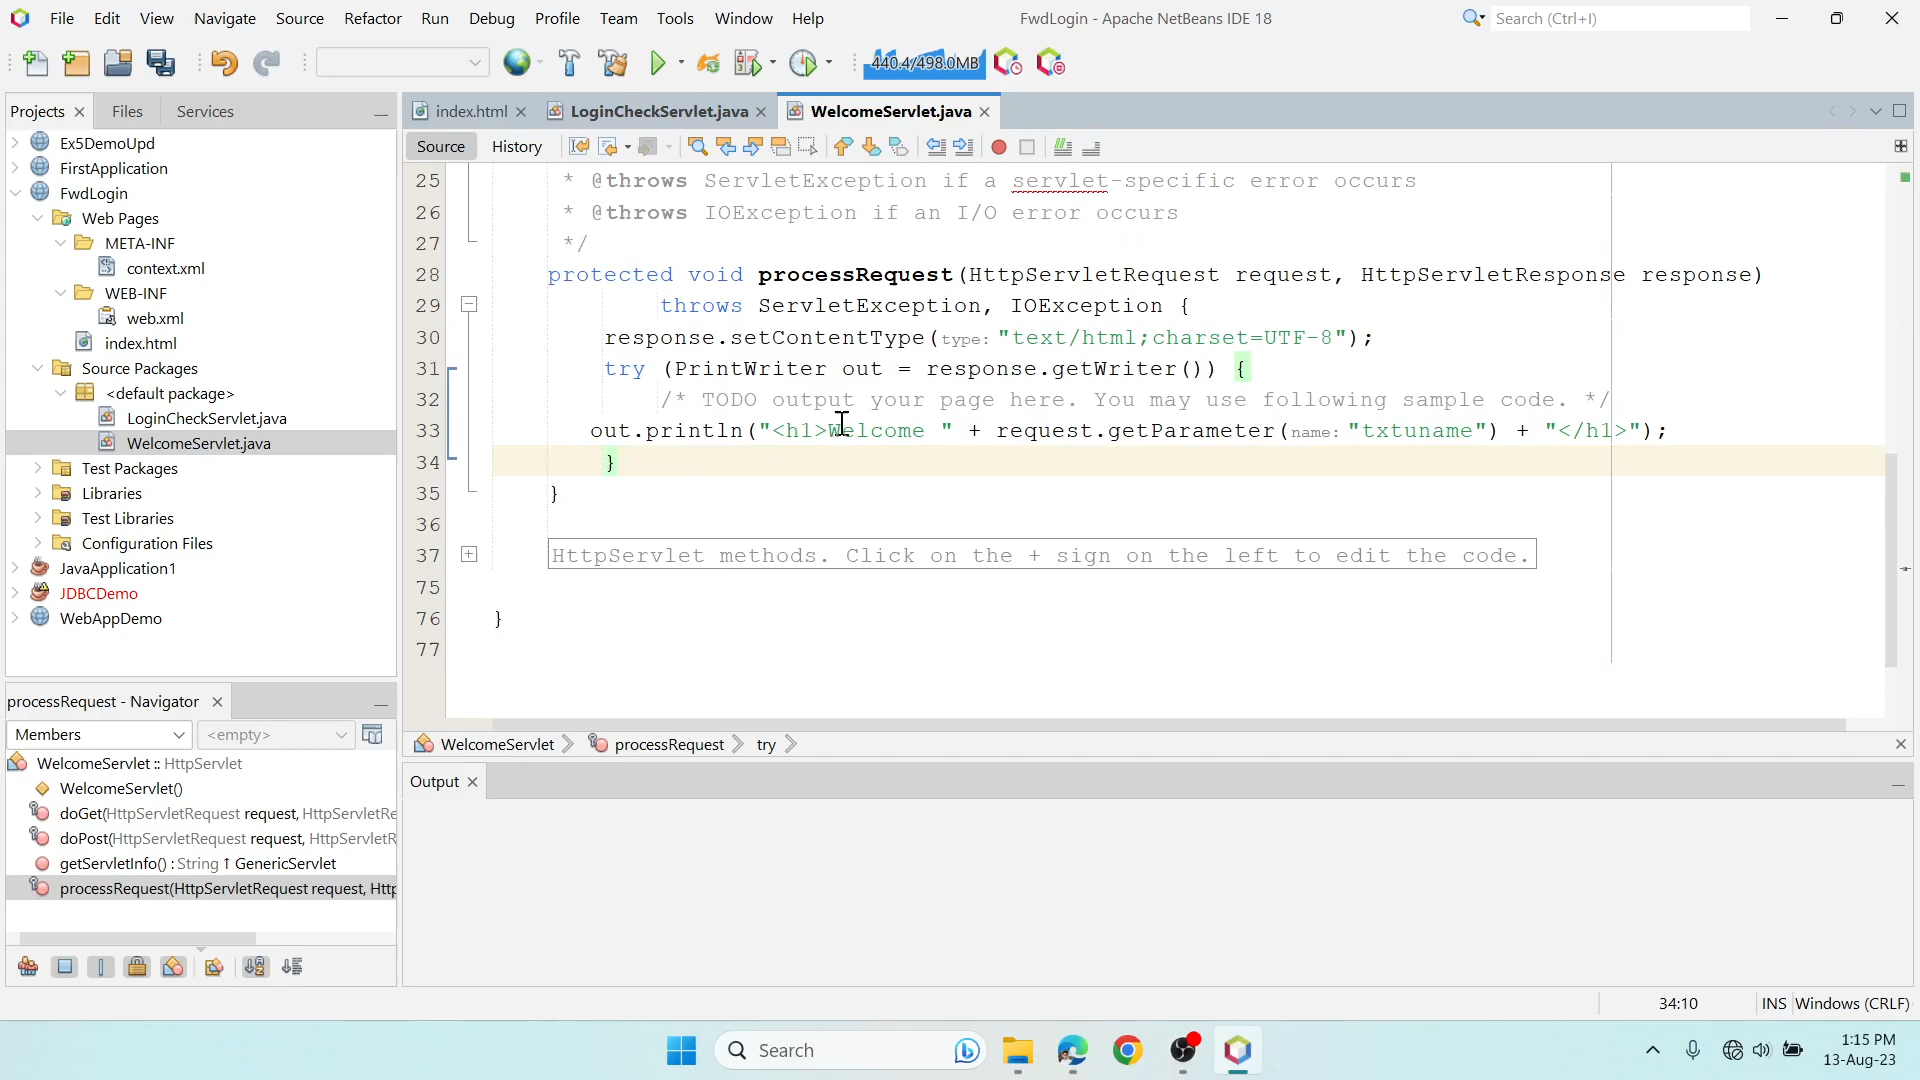 File Edit View Navigate Source Refactor Run Debug Profile Team Tools Window Help
FwdLogin - Apache NetBeans IDE 18
Search (Ctrl+I)
440.4/498.0MB
Projects Files Services
Ex5DemoUpd
FirstApplication
FwdLogin
Web Pages
META-INF
context.xml
WEB-INF
web.xml
index.html
Source Packages
<default package>
LoginCheckServlet.java
WelcomeServlet.java
Test Packages
Libraries
Test Libraries
Configuration Files
JavaApplication1
JDBCDemo
WebAppDemo
index.html LoginCheckServlet.java WelcomeServlet.java
Source History
25 * @throws ServletException if a servlet-specific error occurs
26 * @throws IOException if an I/O error occurs
27 */
28 protected void processRequest(HttpServletRequest request, HttpServletResponse response)
29 throws ServletException, IOException {
30 response.setContentType(type: "text/html;charset=UTF-8");
31 try (PrintWriter out = response.getWriter()) {
32 /* TODO output your page here. You may use following sample code. */
33 out.println("<h1>Welcome " + request.getParameter(name: "txtuname") + "</h1>");
34 }
35 }
36
37 HttpServlet methods. Click on the + sign on the left to edit the code.
75
76 }
77
WelcomeServlet processRequest try
processRequest - Navigator
Members <empty>
WelcomeServlet :: HttpServlet
WelcomeServlet()
doGet(HttpServletRequest request, HttpServletRe
doPost(HttpServletRequest request, HttpServletR
getServletInfo() : String ↑ GenericServlet
processRequest(HttpServletRequest request, Http
Output
34:10 INS Windows (CRLF)
Search
1:15 PM
13-Aug-23